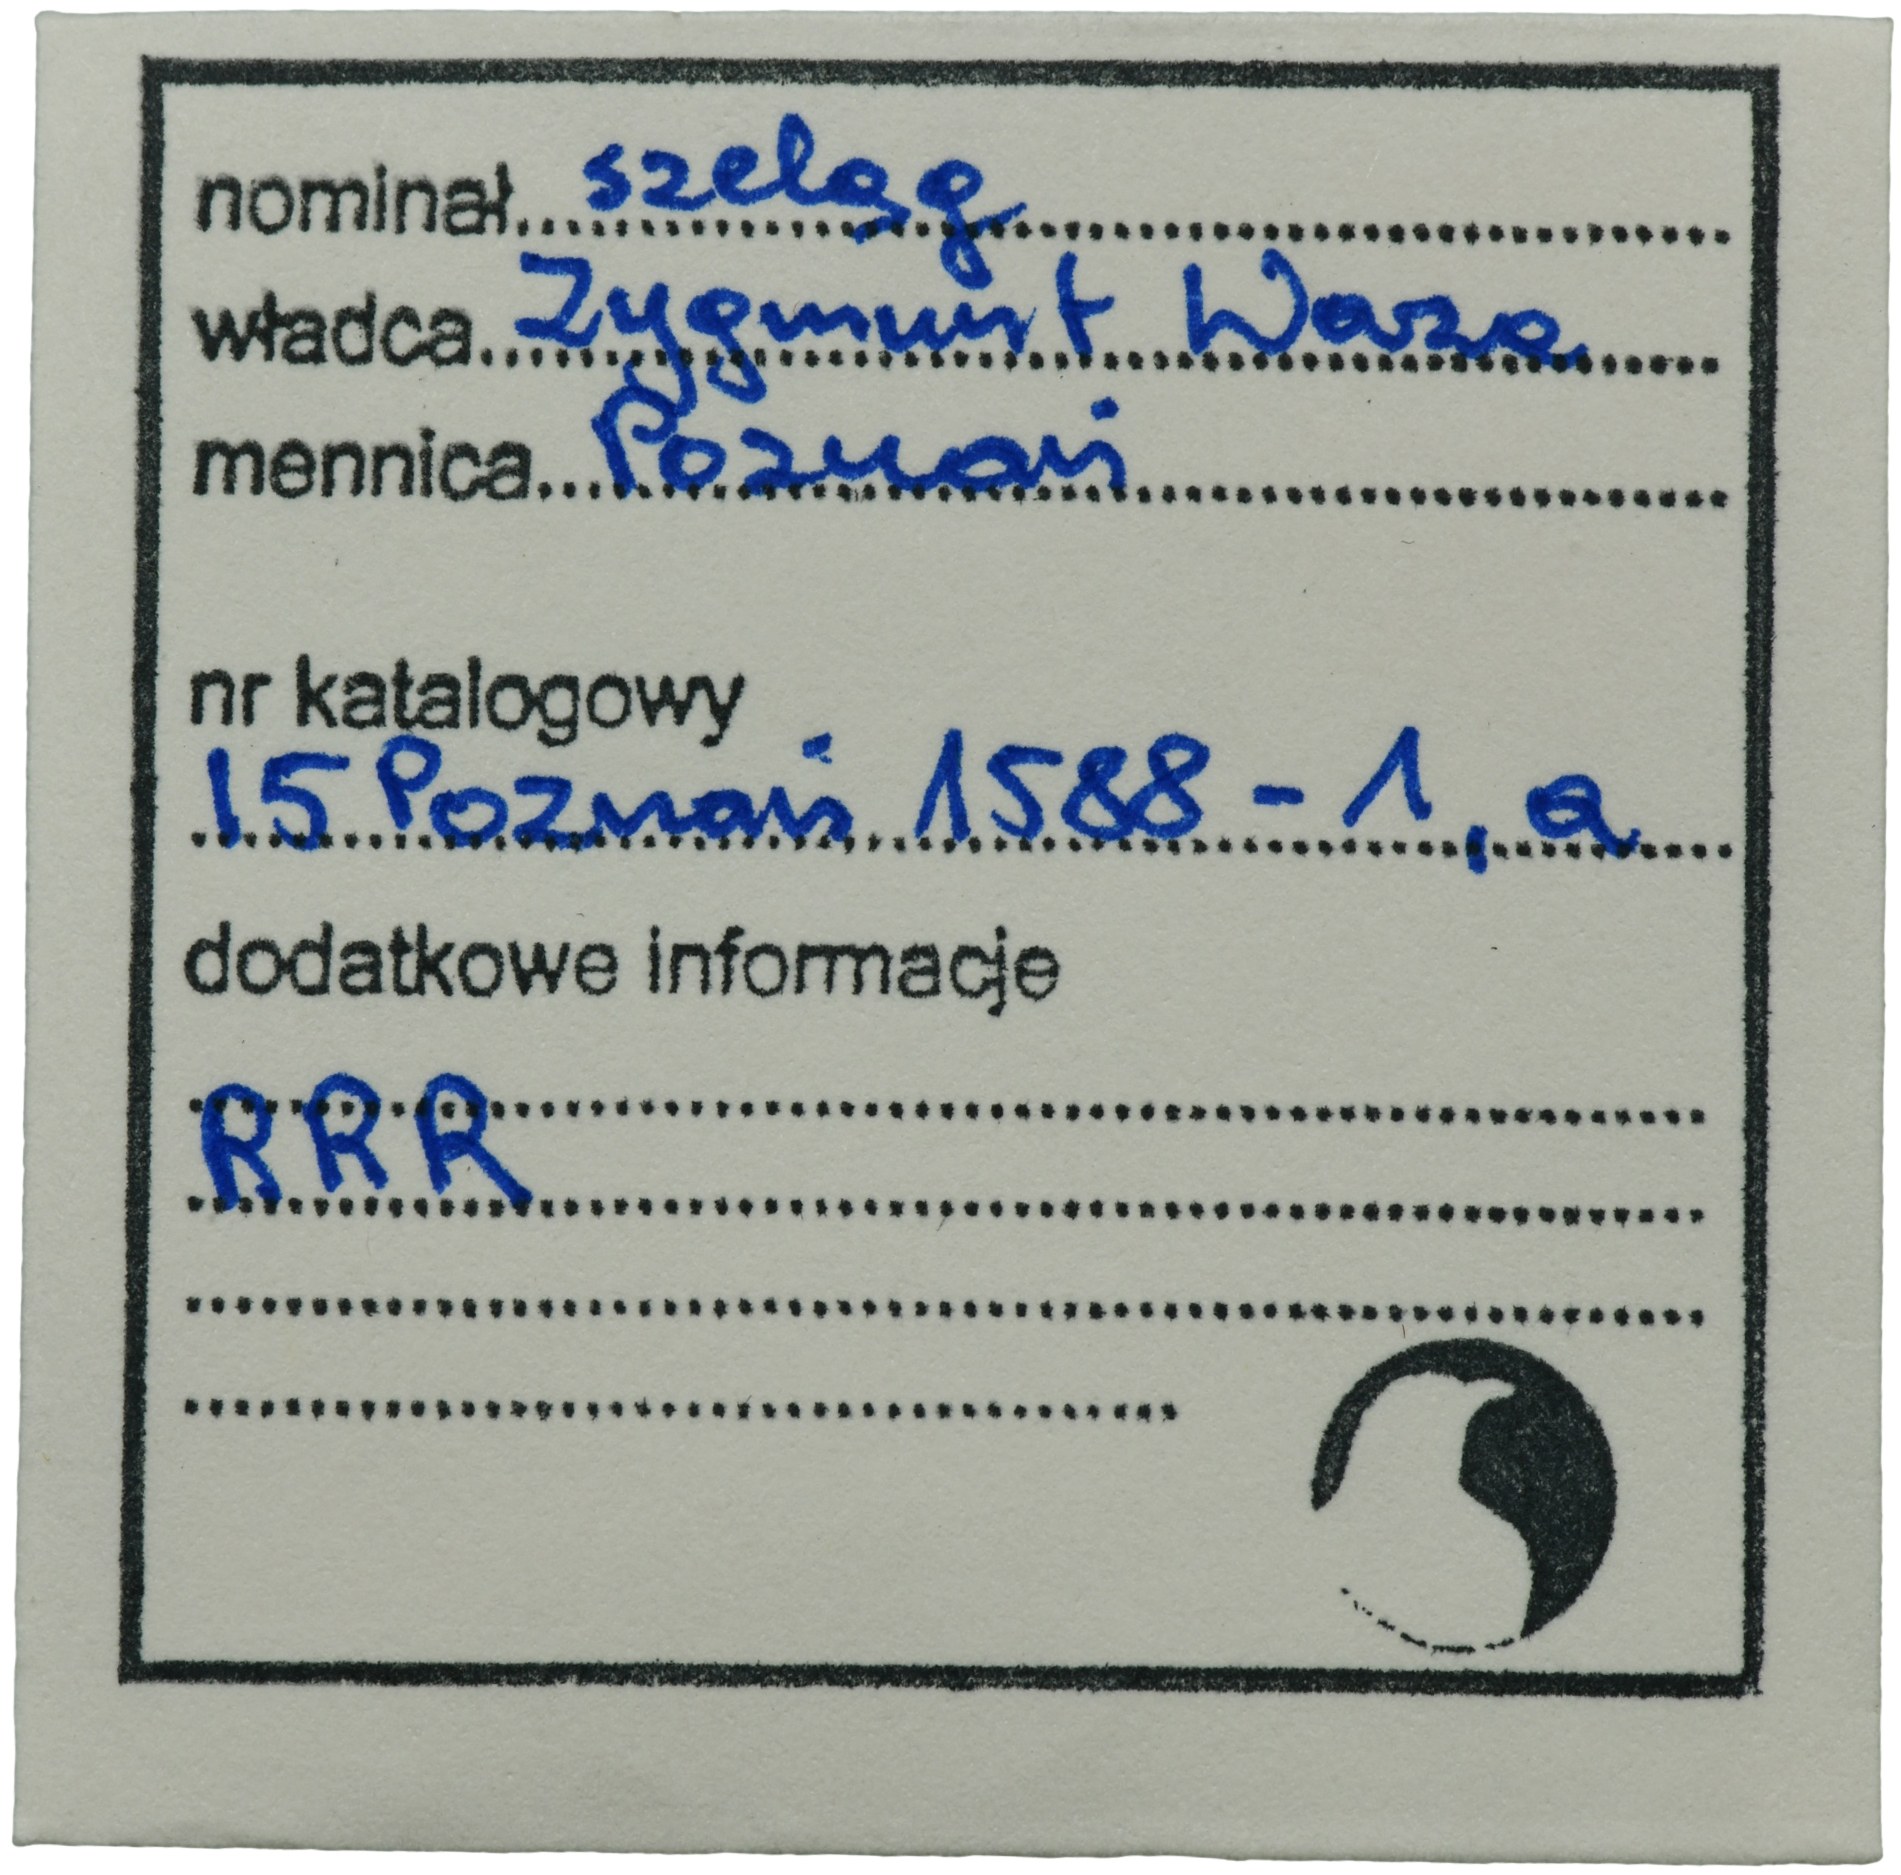 nominał szeląg
władca Zygmunt Waza
mennica Poznań
nr katalogowy
15 Poznań 1588 - 1, a
dodatkowe informacje
RRR